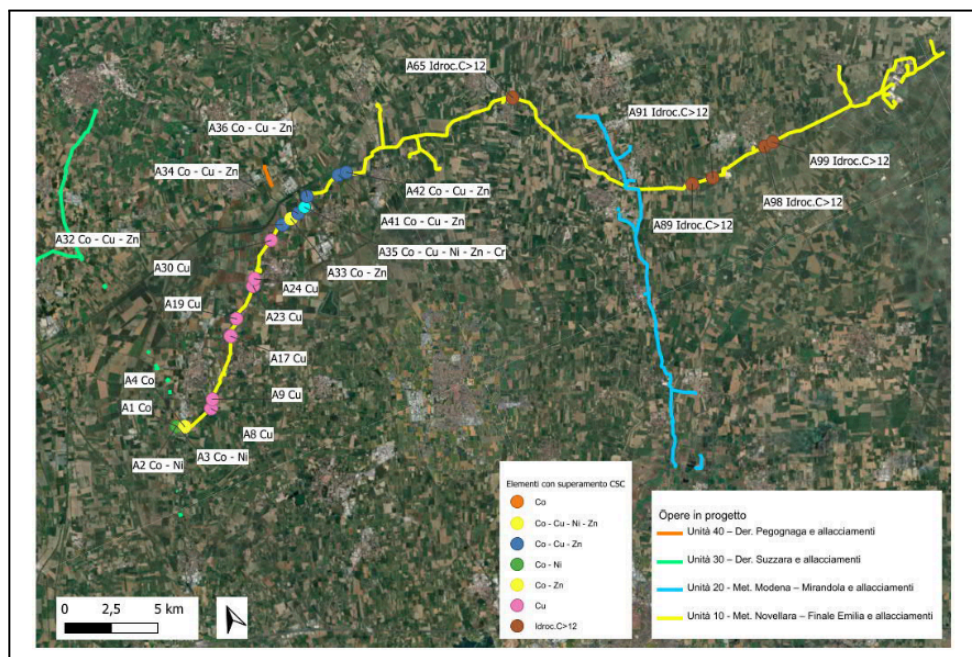 A65 Idroc.C>12
A91 Idroc.C>12
A36 Co - Cu - Zn
A34 Co - Cu - Zn
A99 Idroc.C>12
A42 Co - Cu - Zn
A98 Idroc.C>12
A41 Co - Cu - Zn
A89 Idroc.C>12
A32 Co - Cu - Zn
A35 Co - Cu - Ni - Zn - Cr
A30 Cu
A33 Co - Zn
A24 Cu
A19 Cu
A23 Cu
A17 Cu
A4 Co
A9 Cu
A1 Co
A8 Cu
A3 Co - Ni
A2 Co - Ni
Elementi con superamento CSC
Co
Co - Cu - Ni - Zn
Co - Cu - Zn
Co - Ni
Co - Zn
Cu
Idroc.C>12
Opere in progetto
Unità 40 – Der. Pegognaga e allacciamenti
Unità 30 – Der. Suzzara e allacciamenti
Unità 20 - Met. Modena – Mirandola e allacciamenti
Unità 10 - Met. Novellara – Finale Emilia e allacciamenti
0 2,5 5 km